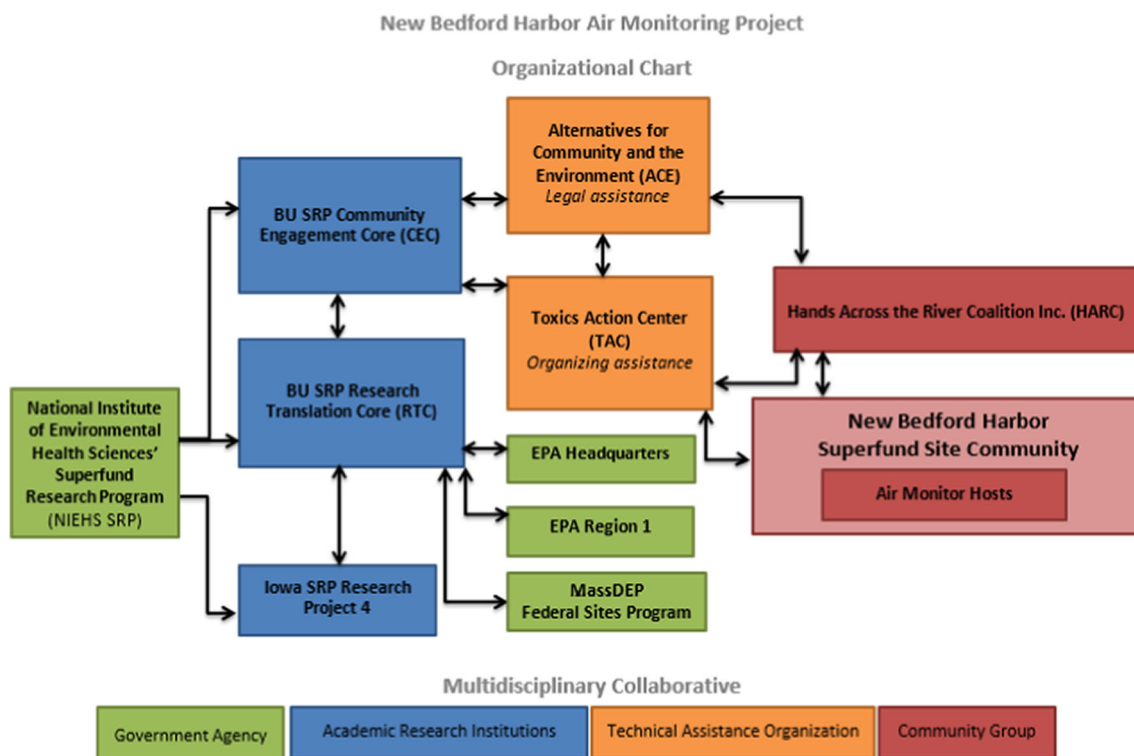 New Bedford Harbor Air Monitoring Project
Organizational Chart
Alternatives for
Community and the
Environment (ACE)
Legal assistance
BU SRP Community
Engagement Core (CEC)
Toxics Action Center
(TAC)
Organizing assistance
Hands Across the River Coalition Inc. (HARC)
BU SRP Research
Translation Core (RTC)
National Institute
of Environmental
Health Sciences’
Superfund
Research Program
(NIEHS SRP)
New Bedford Harbor
Superfund Site Community
Air Monitor Hosts
EPA Headquarters
EPA Region 1
Iowa SRP Research
Project 4
MassDEP
Federal Sites Program
Multidisciplinary Collaborative
Government Agency
Academic Research Institutions
Technical Assistance Organization
Community Group